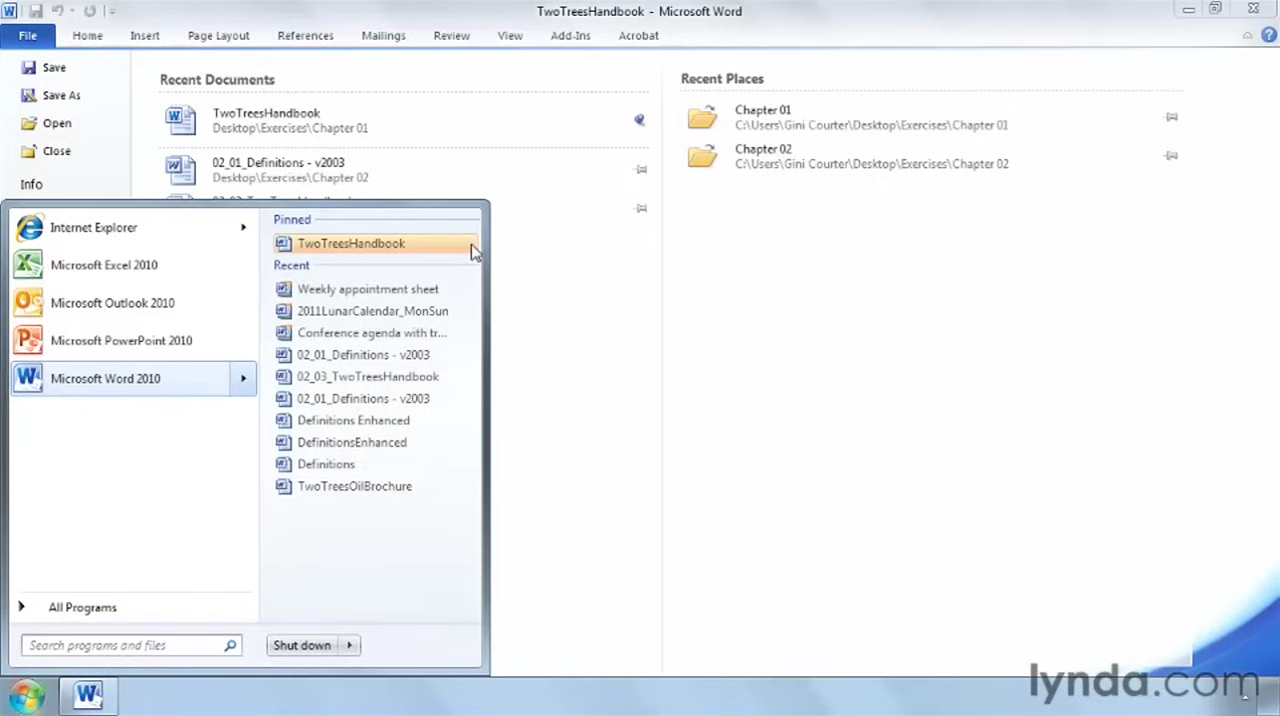 TwoTreesHandbook - Microsoft Word
File Home Insert Page Layout References Mailings Review View Add-Ins Acrobat
Save
Save As
Open
Close
Info
Recent Documents
TwoTreesHandbook
Desktop\Exercises\Chapter 01
02_01_Definitions - v2003
Desktop\Exercises\Chapter 02
Recent Places
Chapter 01
C:\Users\Gini Courter\Desktop\Exercises\Chapter 01
Chapter 02
C:\Users\Gini Courter\Desktop\Exercises\Chapter 02
Internet Explorer
Microsoft Excel 2010
Microsoft Outlook 2010
Microsoft PowerPoint 2010
Microsoft Word 2010
All Programs
Search programs and files
Pinned
TwoTreesHandbook
Recent
Weekly appointment sheet
2011LunarCalendar_MonSun
Conference agenda with tr...
02_01_Definitions - v2003
02_03_TwoTreesHandbook
02_01_Definitions - v2003
Definitions Enhanced
DefinitionsEnhanced
Definitions
TwoTreesOilBrochure
Shut down
lynda.com